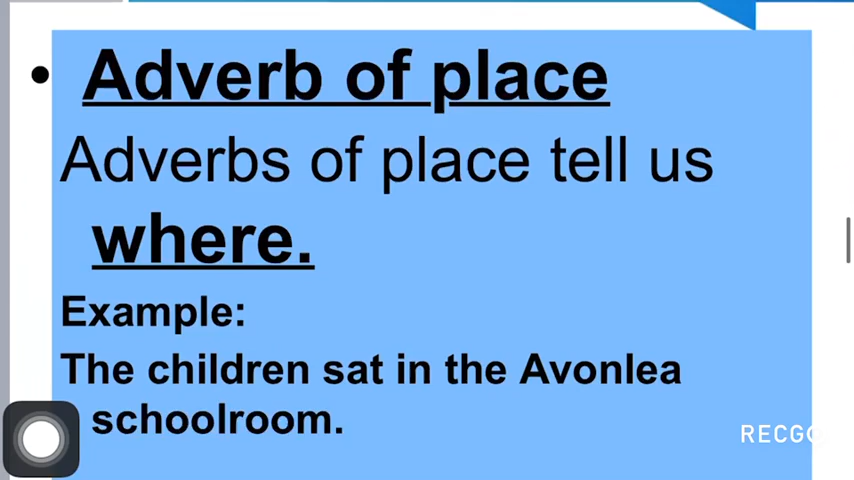 • Adverb of place
Adverbs of place tell us
where.
Example:
The children sat in the Avonlea
schoolroom.